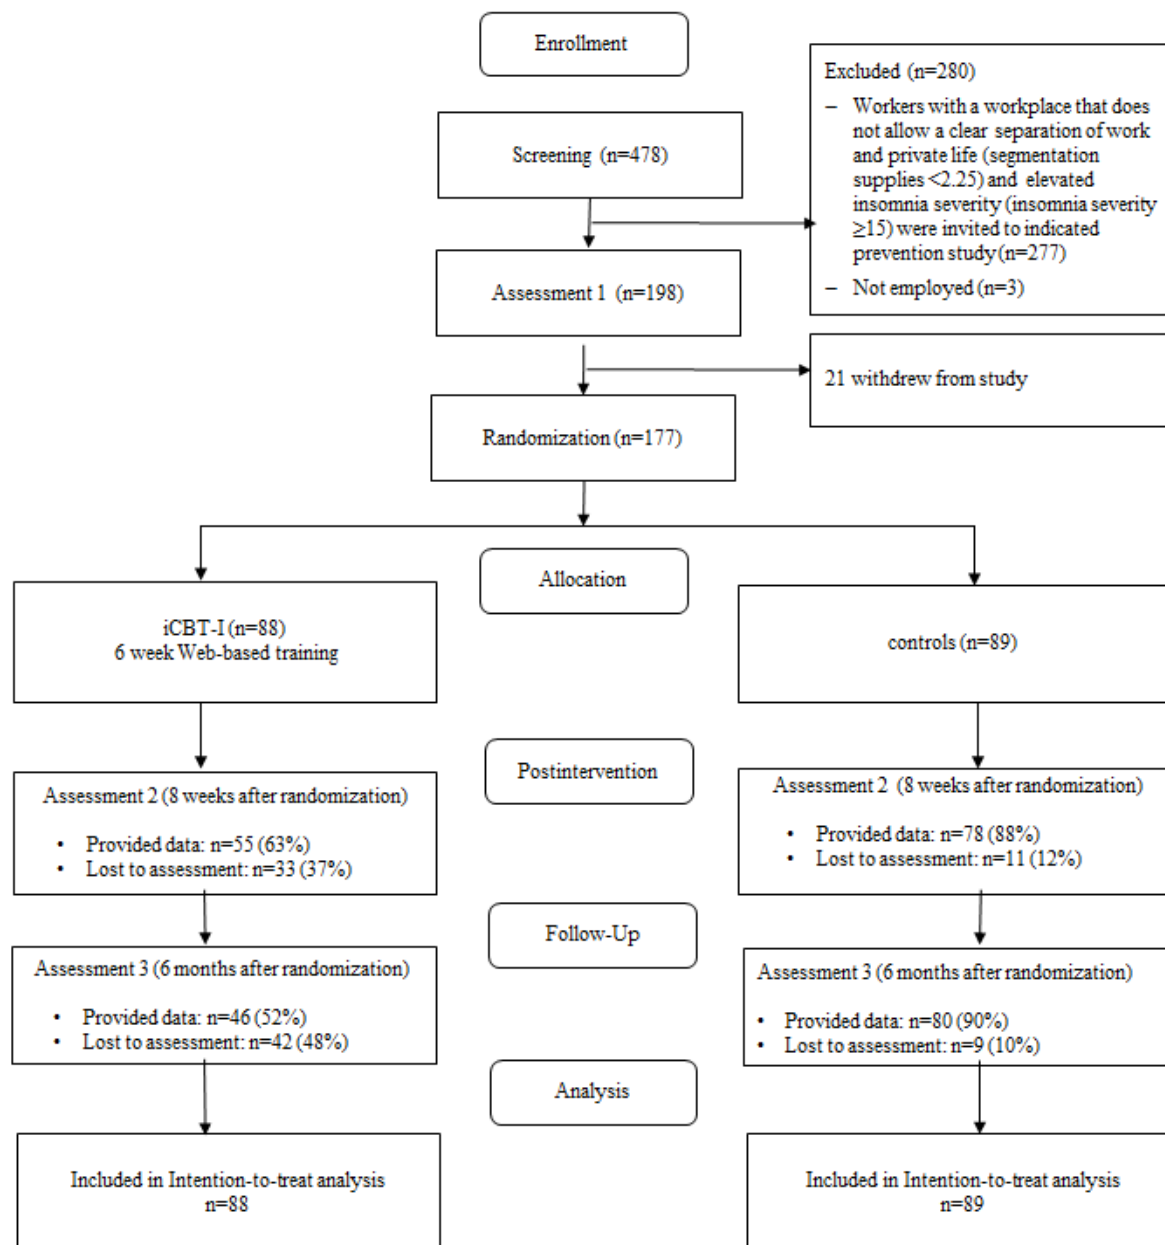 Enrollment
Excluded (n=280)
– Workers with a workplace that does
not allow a clear separation of work
and private life (segmentation
supplies <2.25) and elevated
insomnia severity (insomnia severity
≥15) were invited to indicated
prevention study (n=277)
– Not employed (n=3)
Screening (n=478)
Assessment 1 (n=198)
21 withdrew from study
Randomization (n=177)
Allocation
iCBT-I (n=88)
6 week Web-based training
controls (n=89)
Postintervention
Assessment 2 (8 weeks after randomization)
• Provided data: n=55 (63%)
• Lost to assessment: n=33 (37%)
Assessment 2 (8 weeks after randomization)
• Provided data: n=78 (88%)
• Lost to assessment: n=11 (12%)
Follow-Up
Assessment 3 (6 months after randomization)
• Provided data: n=46 (52%)
• Lost to assessment: n=42 (48%)
Assessment 3 (6 months after randomization)
• Provided data: n=80 (90%)
• Lost to assessment: n=9 (10%)
Analysis
Included in Intention-to-treat analysis
n=88
Included in Intention-to-treat analysis
n=89